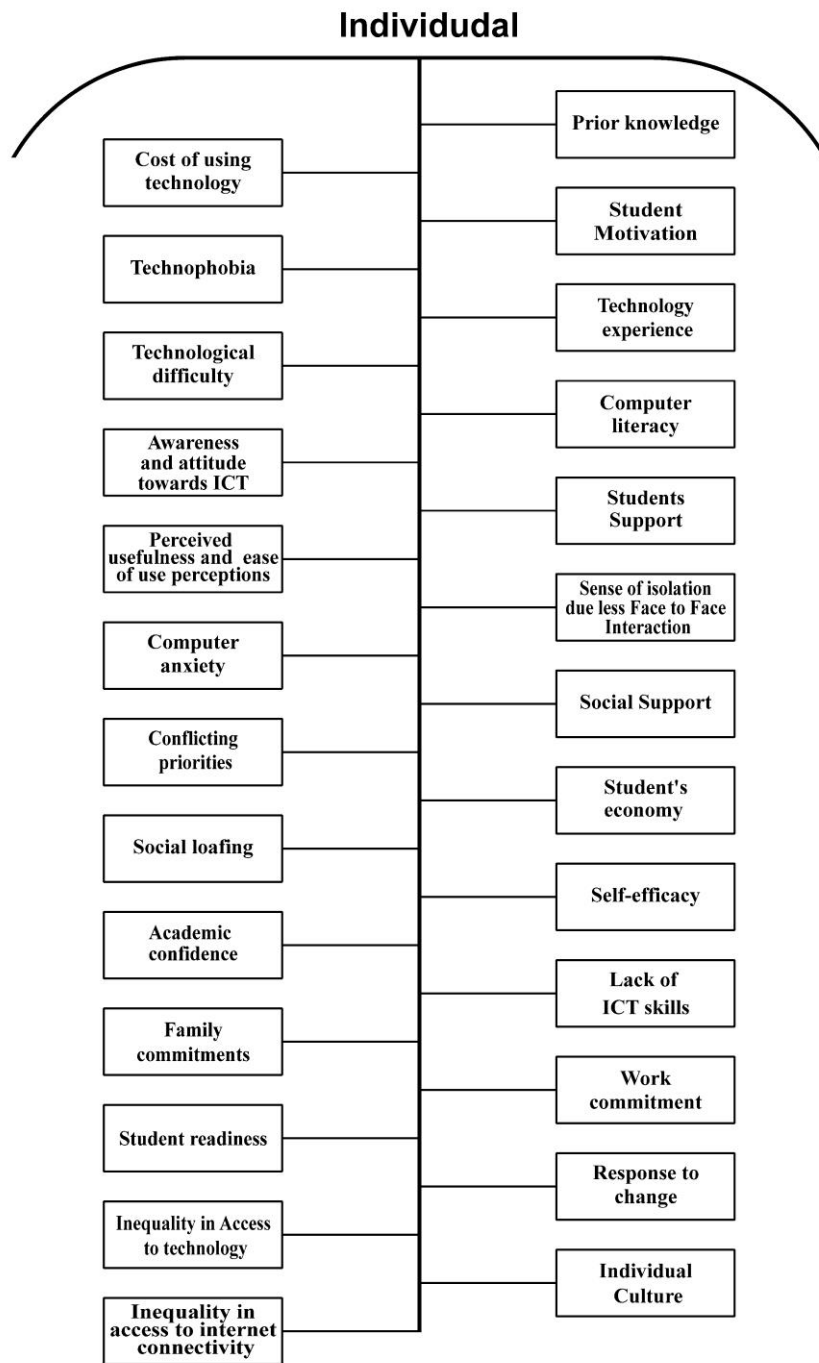 Individudal
Cost of using
technology
Technophobia
Technological
difficulty
Awareness
and attitude
towards ICT
Perceived
usefulness and ease
of use perceptions
Computer
anxiety
Conflicting
priorities
Social loafing
Academic
confidence
Family
commitments
Student readiness
Inequality in Access
to technology
Inequality in
access to internet
connectivity
Prior knowledge
Student
Motivation
Technology
experience
Computer
literacy
Students
Support
Sense of isolation
due less Face to Face
Interaction
Social Support
Student's
economy
Self-efficacy
Lack of
ICT skills
Work
commitment
Response to
change
Individual
Culture